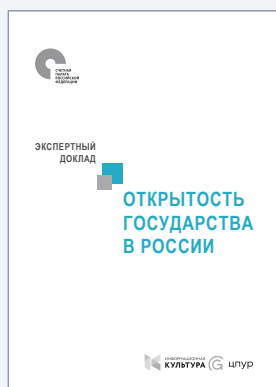 СЧЕТНАЯ
ПАЛАТА
РОССИЙСКОЙ
ФЕДЕРАЦИИ
ЭКСПЕРТНЫЙ
ДОКЛАД
ОТКРЫТОСТЬ
ГОСУДАРСТВА
В РОССИИ
ИНФОРМАЦИОННАЯ
КУЛЬТУРА
ЦПУР